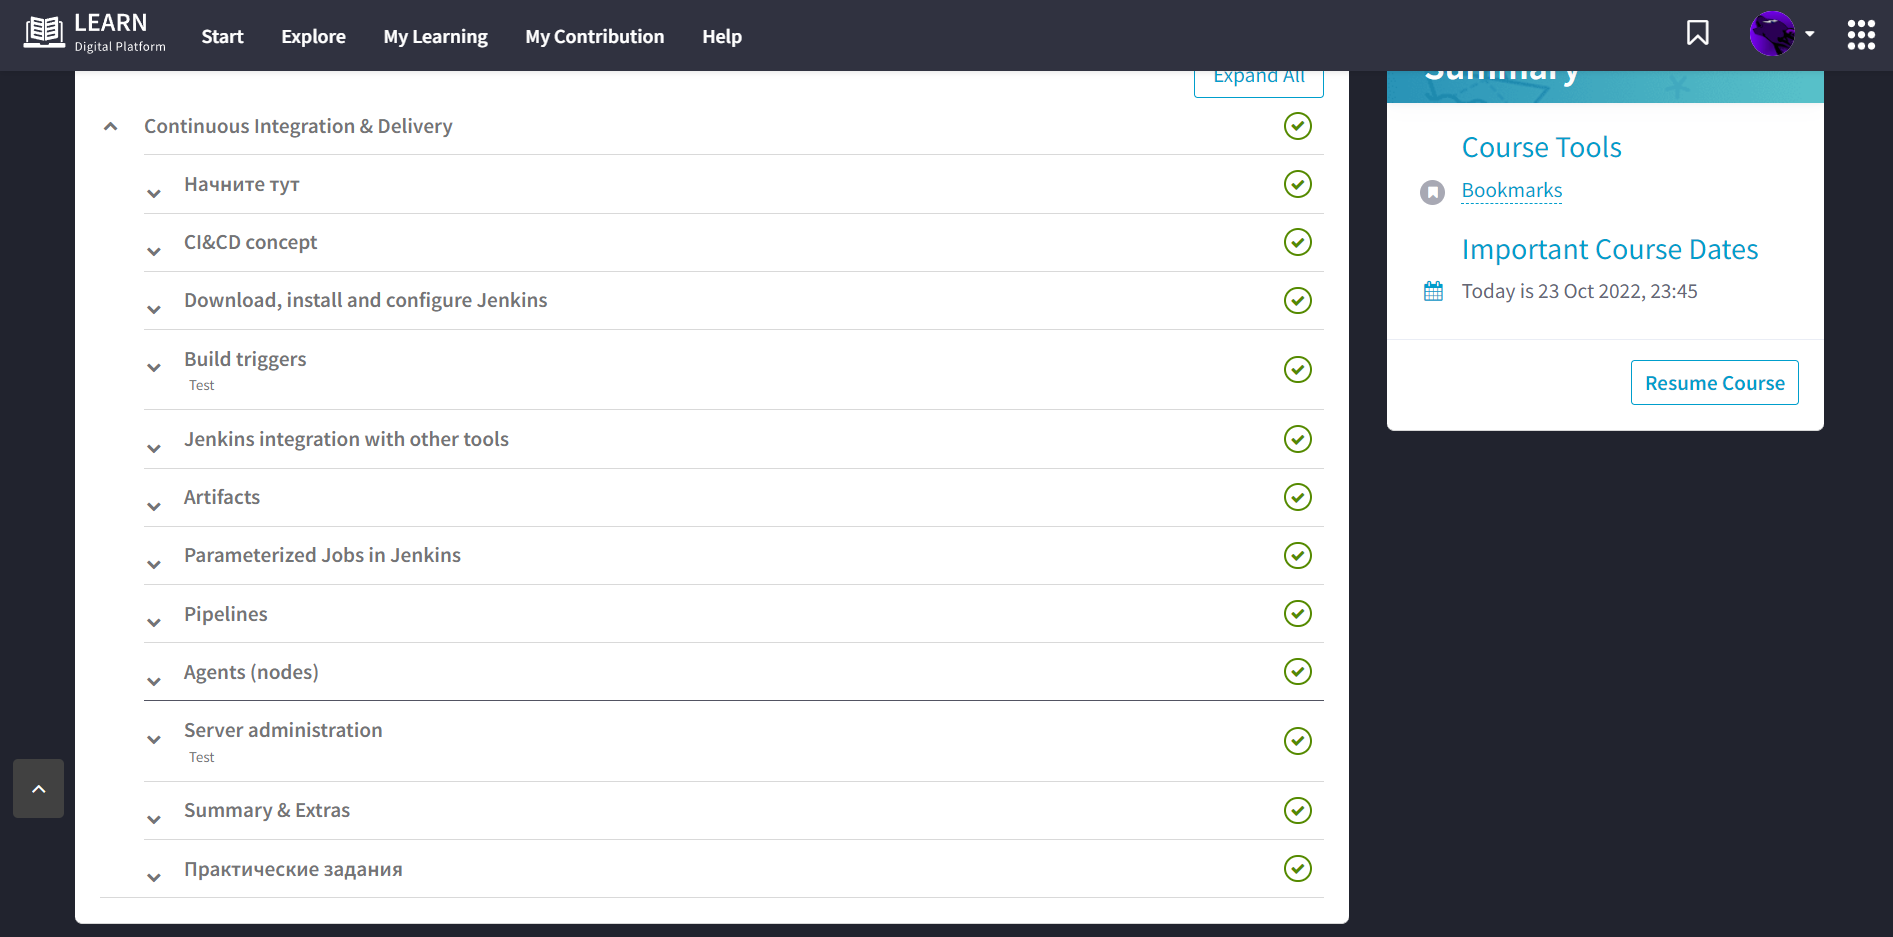 LEARN
Digital Platform
Start
Explore
My Learning
My Contribution
Help
Expand All
Continuous Integration & Delivery
Начните тут
CI&CD concept
Download, install and configure Jenkins
Build triggers
Test
Jenkins integration with other tools
Artifacts
Parameterized Jobs in Jenkins
Pipelines
Agents (nodes)
Server administration
Test
Summary & Extras
Практические задания
Summary
Course Tools
Bookmarks
Important Course Dates
Today is 23 Oct 2022, 23:45
Resume Course